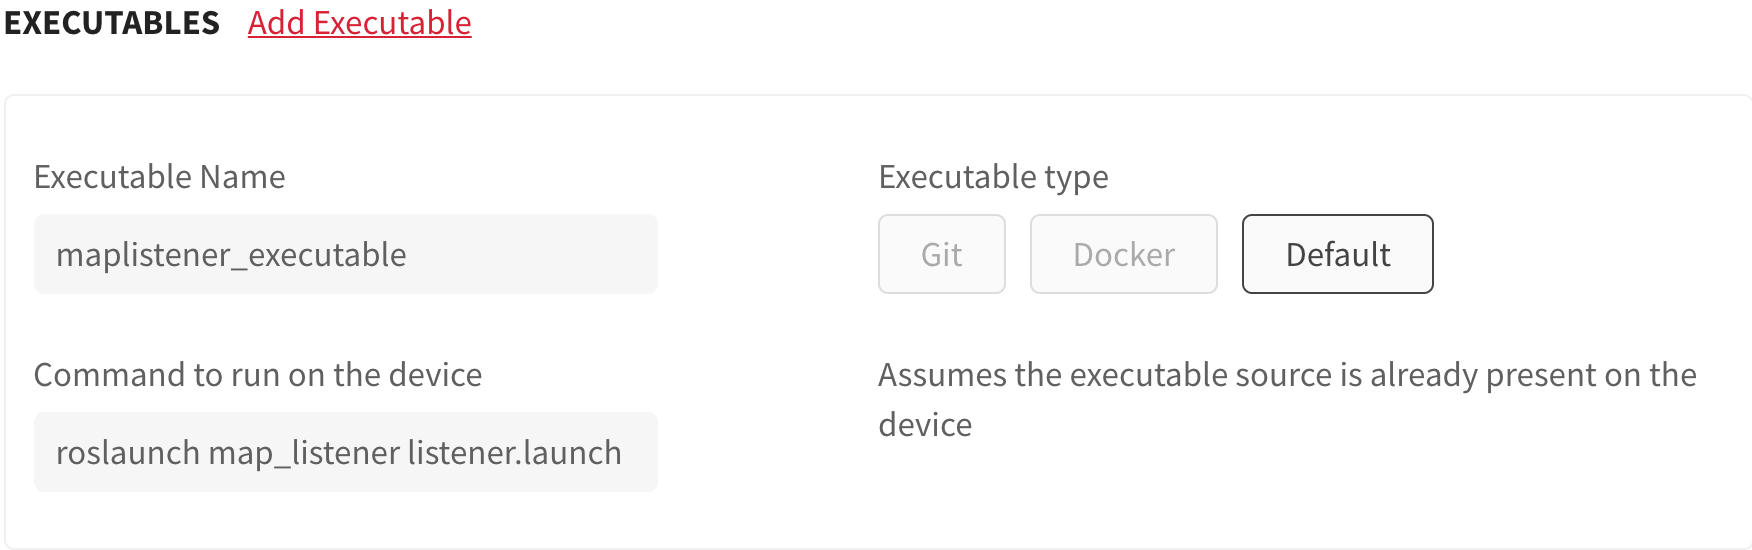 EXECUTABLES Add Executable
Executable Name
maplistener_executable
Executable type
Git Docker Default
Command to run on the device
roslaunch map_listener listener.launch
Assumes the executable source is already present on the
device